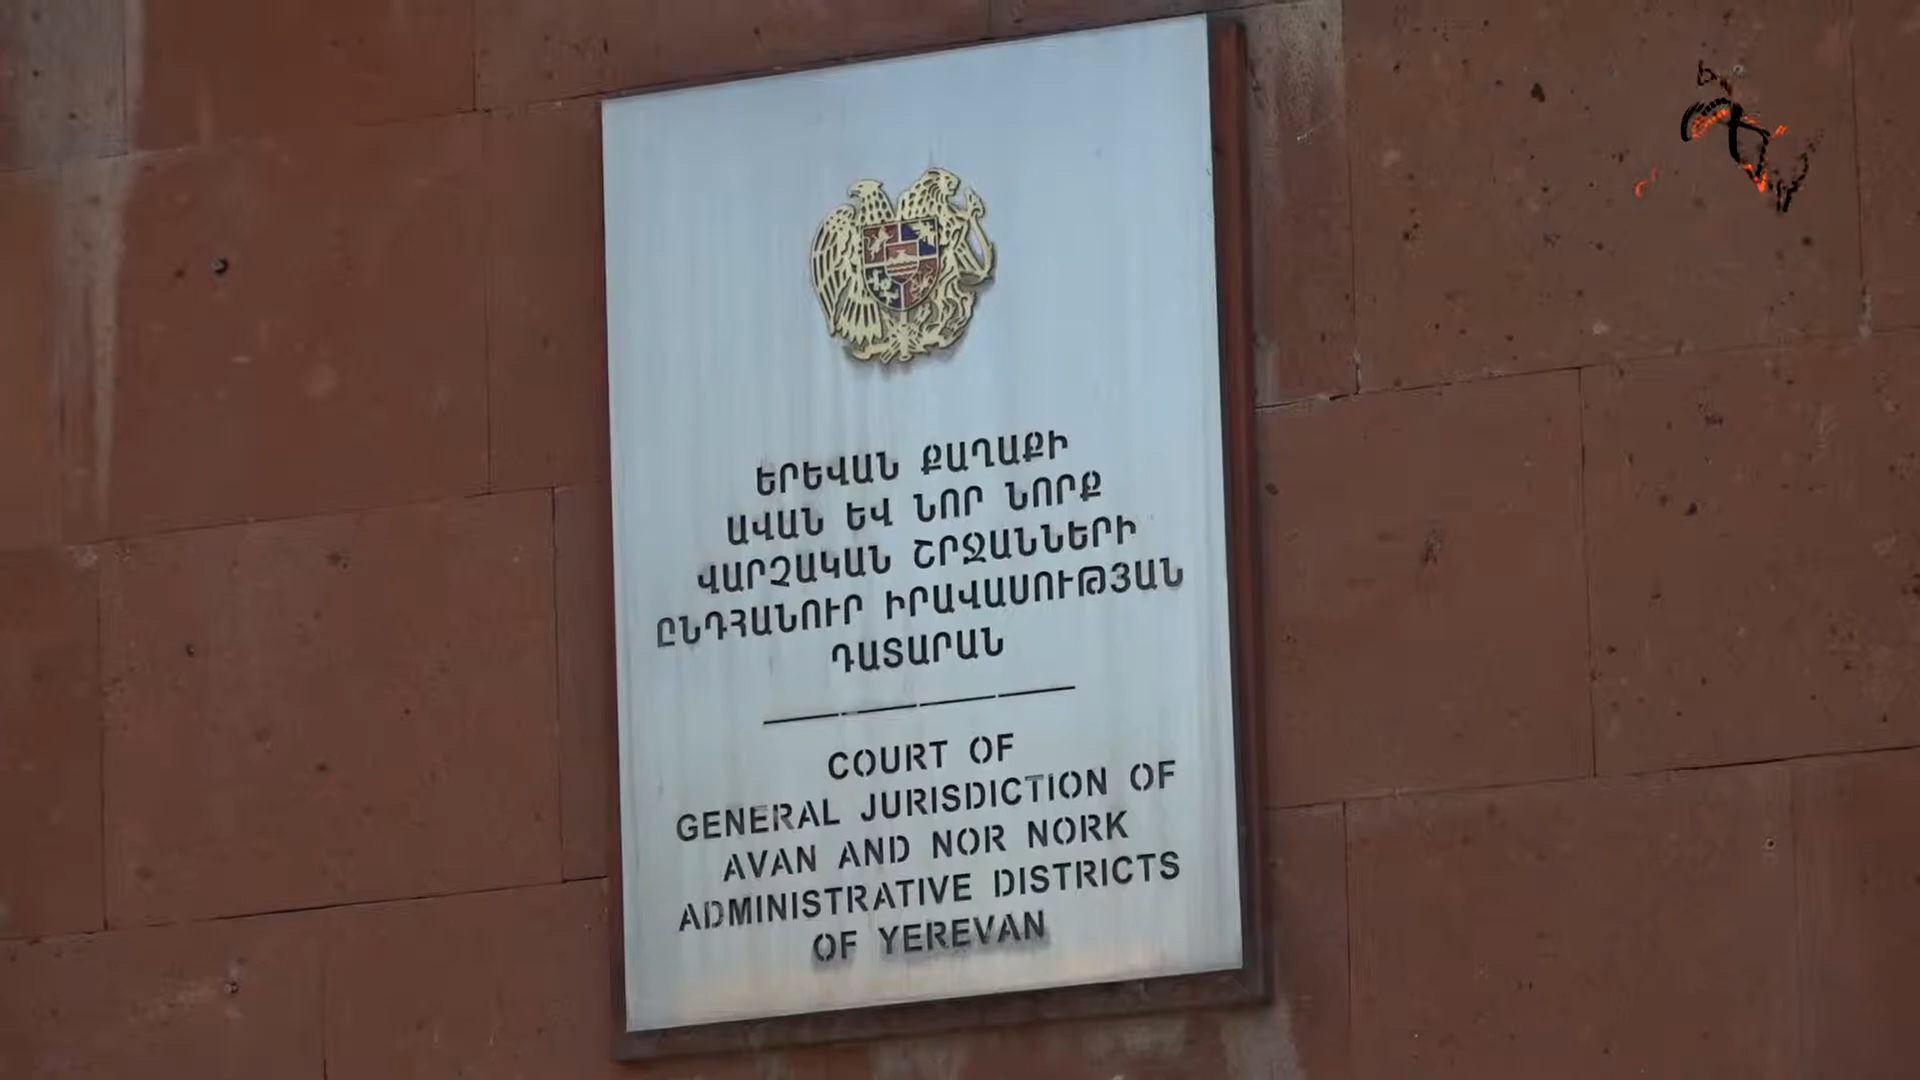 ԵՐԵՎԱՆ ՔԱՂԱՔԻ
ԱՎԱՆ ԵՎ ՆՈՐ ՆՈՐՔ
ՎԱՐՉԱԿԱՆ ՇՐՋԱՆՆԵՐԻ
ԸՆԴՀԱՆՈՒՐ ԻՐԱՎԱՍՈՒԹՅԱՆ
ԴԱՏԱՐԱՆ
COURT OF
GENERAL JURISDICTION OF
AVAN AND NOR NORK
ADMINISTRATIVE DISTRICTS
OF YEREVAN